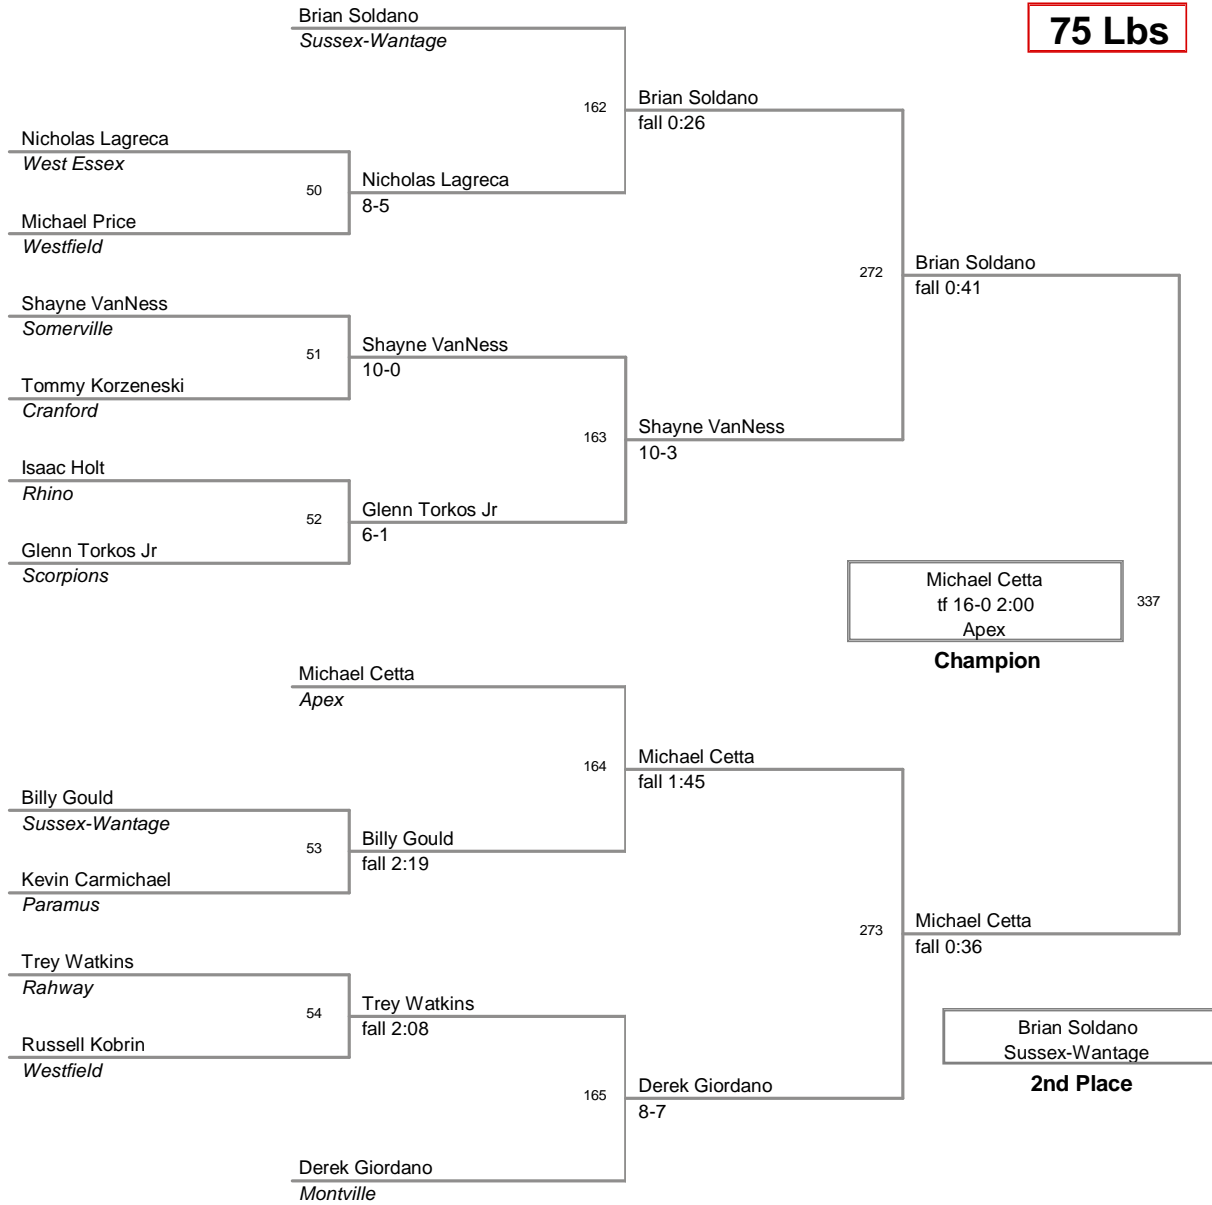 75 Lbs
Brian Soldano
Sussex-Wantage
162
Brian Soldano
fall 0:26
Nicholas Lagreca
West Essex
50
Nicholas Lagreca
8-5
Michael Price
Westfield
272
Brian Soldano
fall 0:41
Shayne VanNess
Somerville
51
Shayne VanNess
10-0
Tommy Korzeneski
Cranford
163
Shayne VanNess
10-3
Isaac Holt
Rhino
52
Glenn Torkos Jr
6-1
Glenn Torkos Jr
Scorpions
Michael Cetta
tf 16-0 2:00
Apex
337
Champion
Michael Cetta
Apex
164
Michael Cetta
fall 1:45
Billy Gould
Sussex-Wantage
53
Billy Gould
fall 2:19
Kevin Carmichael
Paramus
273
Michael Cetta
fall 0:36
Trey Watkins
Rahway
54
Trey Watkins
fall 2:08
Russell Kobrin
Westfield
Brian Soldano
Sussex-Wantage
2nd Place
165
Derek Giordano
8-7
Derek Giordano
Montville